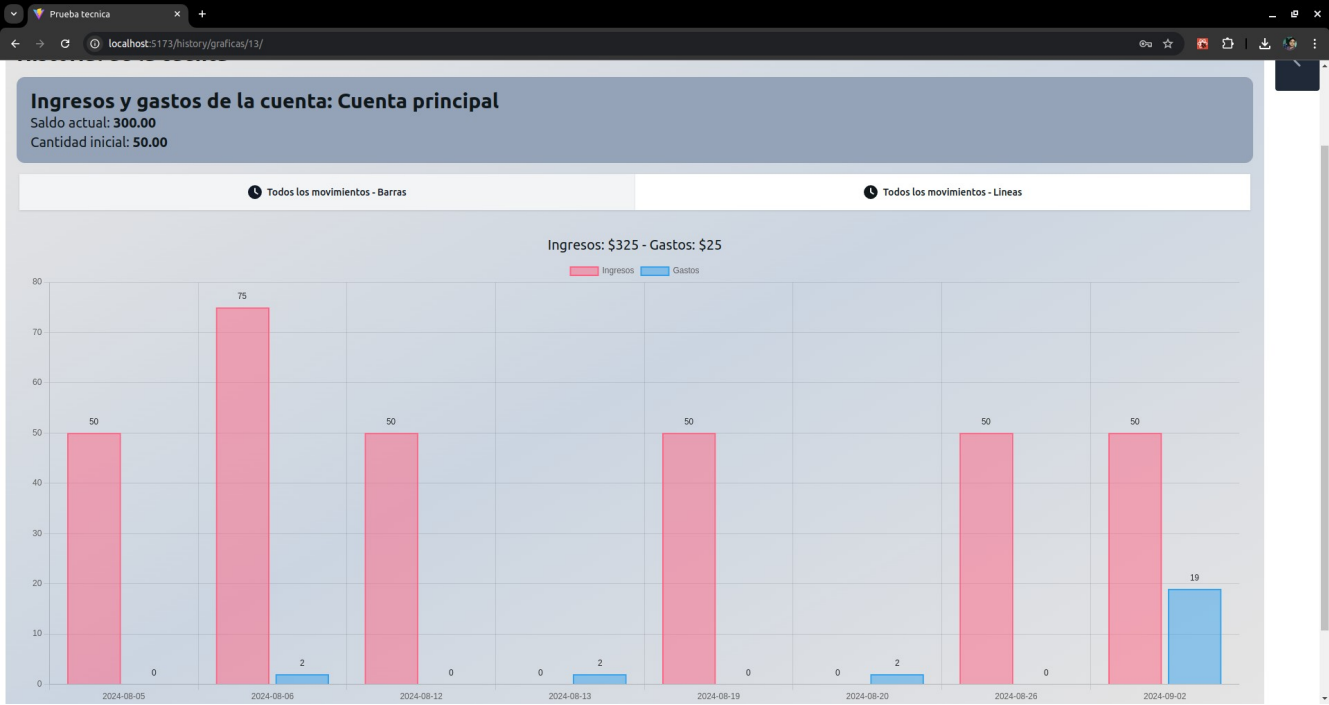 Prueba tecnica
localhost:5173/history/graficas/13/
Ingresos y gastos de la cuenta: Cuenta principal
Saldo actual: 300.00
Cantidad inicial: 50.00
Todos los movimientos - Barras
Todos los movimientos - Lineas
Ingresos: $325 - Gastos: $25
Ingresos Gastos
80
70
60
50
40
30
20
10
0
50
0
75
2
50
0
0
2
50
0
0
2
50
0
50
19
2024-08-05 2024-08-06 2024-08-12 2024-08-13 2024-08-19 2024-08-20 2024-08-26 2024-09-02